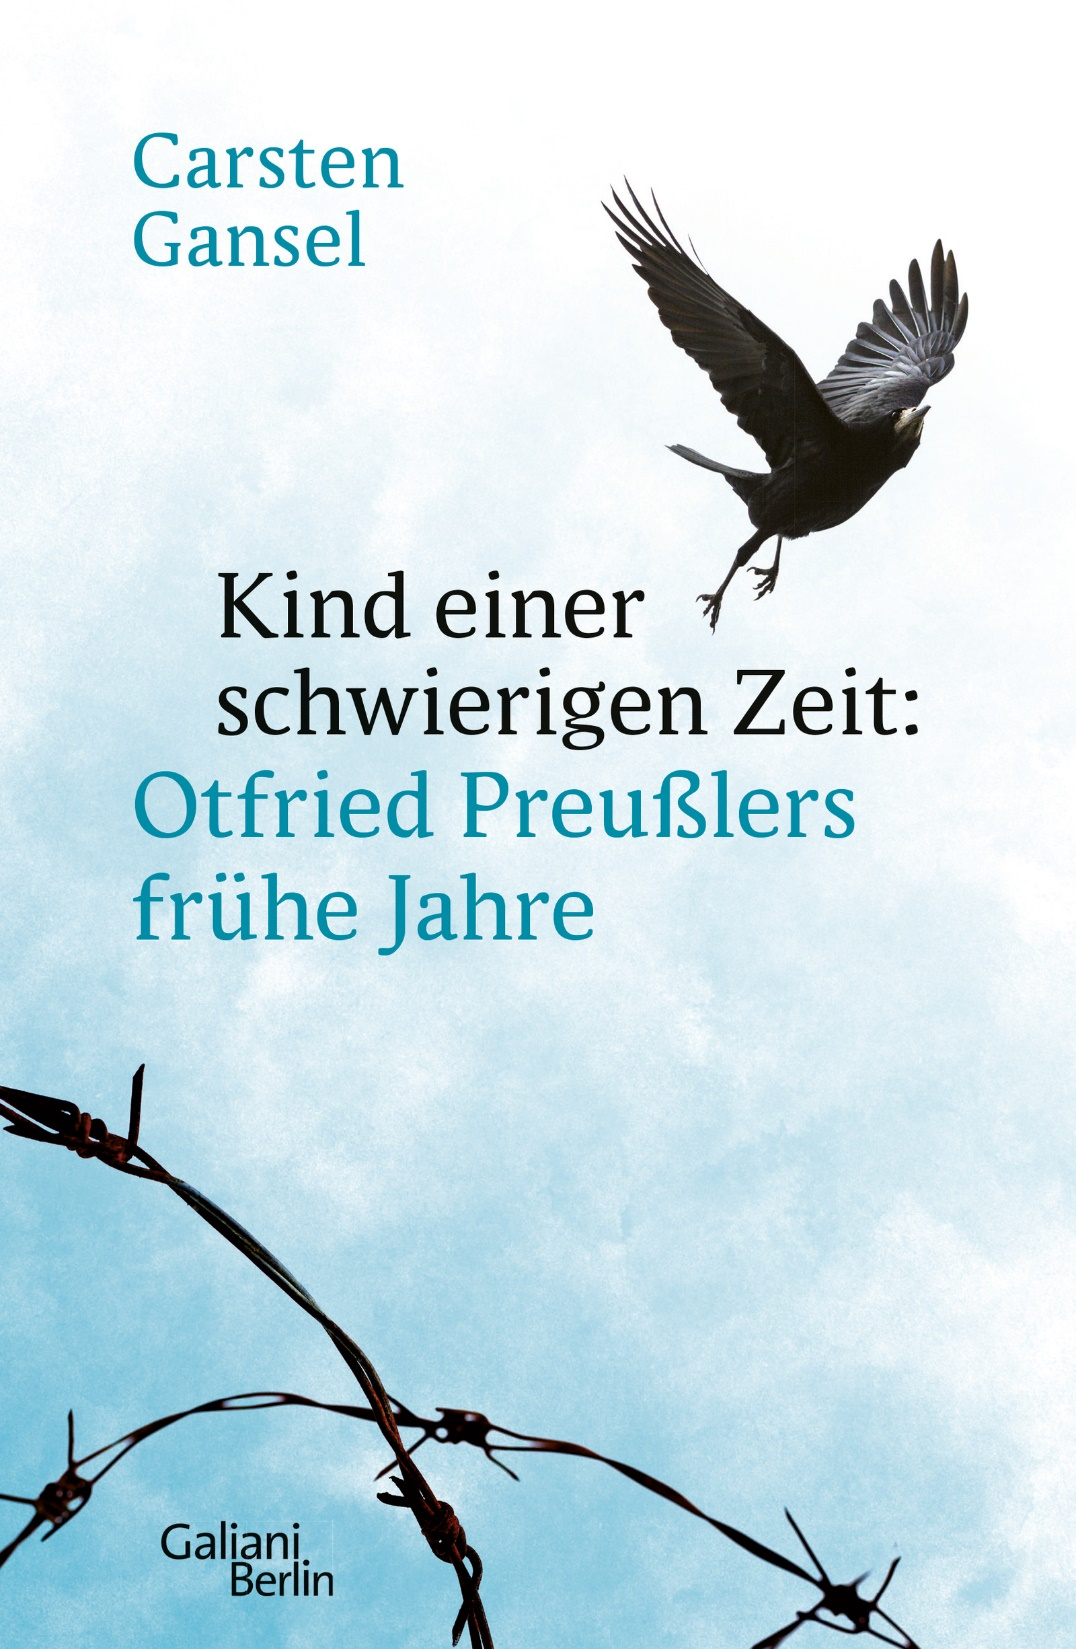 Carsten
Gansel
Kind einer
schwierigen Zeit:
Otfried Preußlers
frühe Jahre
Galiani
Berlin